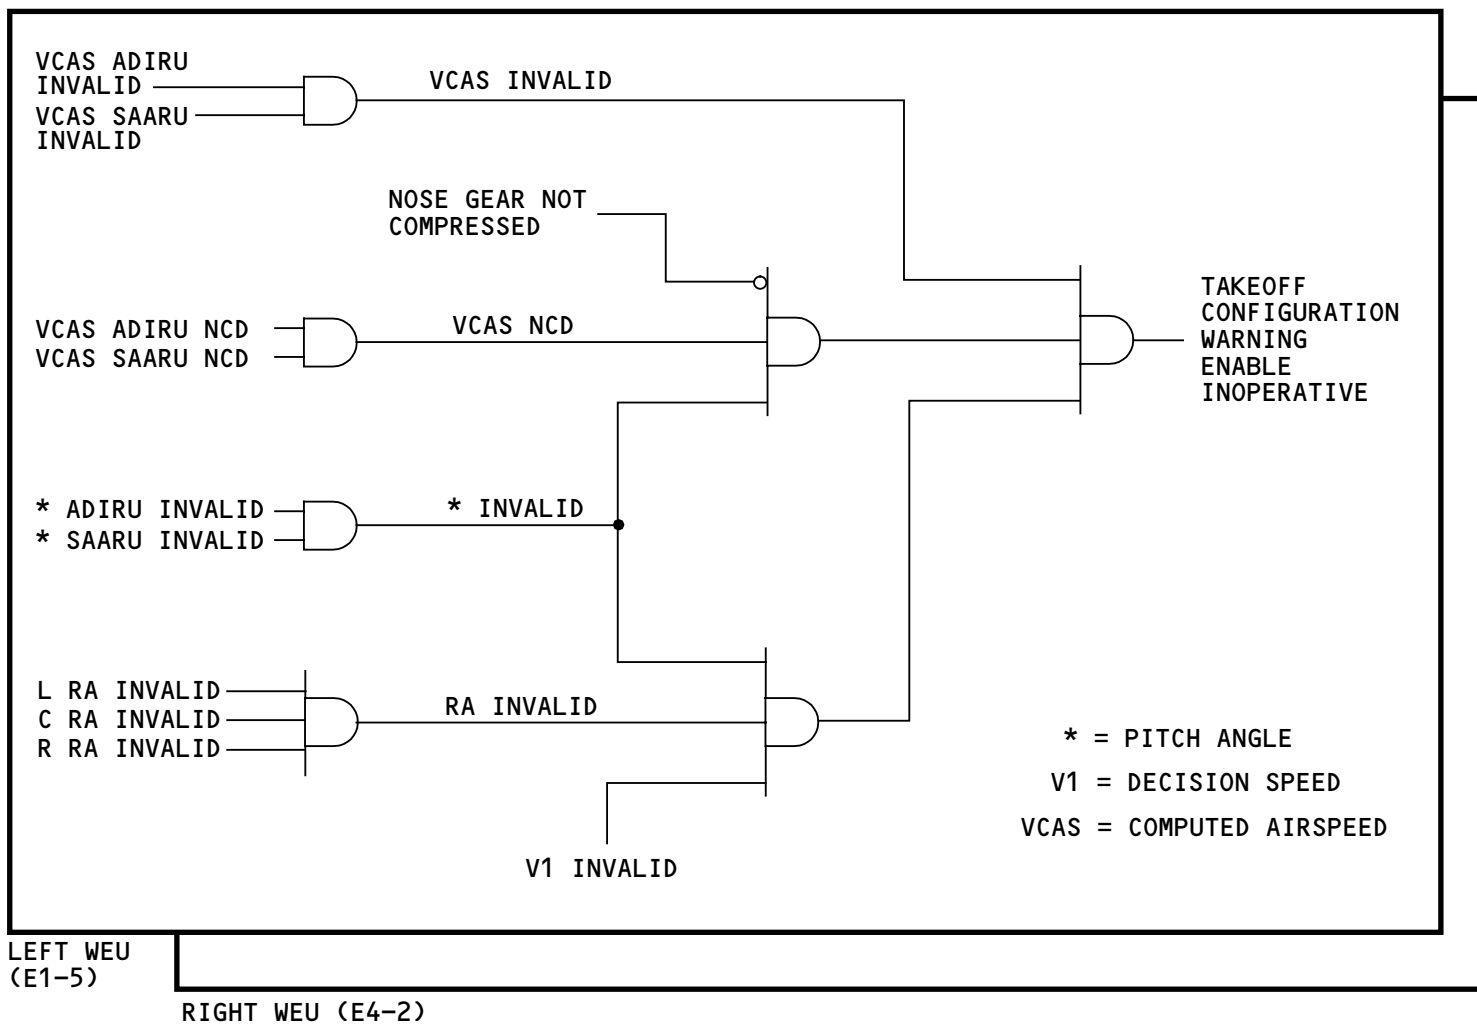 VCAS ADIRU
INVALID
VCAS SAARU
INVALID
VCAS INVALID
NOSE GEAR NOT
COMPRESSED
VCAS ADIRU NCD
VCAS SAARU NCD
VCAS NCD
TAKEOFF
CONFIGURATION
WARNING
ENABLE
INOPERATIVE
* ADIRU INVALID
* SAARU INVALID
* INVALID
L RA INVALID
C RA INVALID
R RA INVALID
RA INVALID
V1 INVALID
* = PITCH ANGLE
V1 = DECISION SPEED
VCAS = COMPUTED AIRSPEED
LEFT WEU
(E1-5)
RIGHT WEU (E4-2)